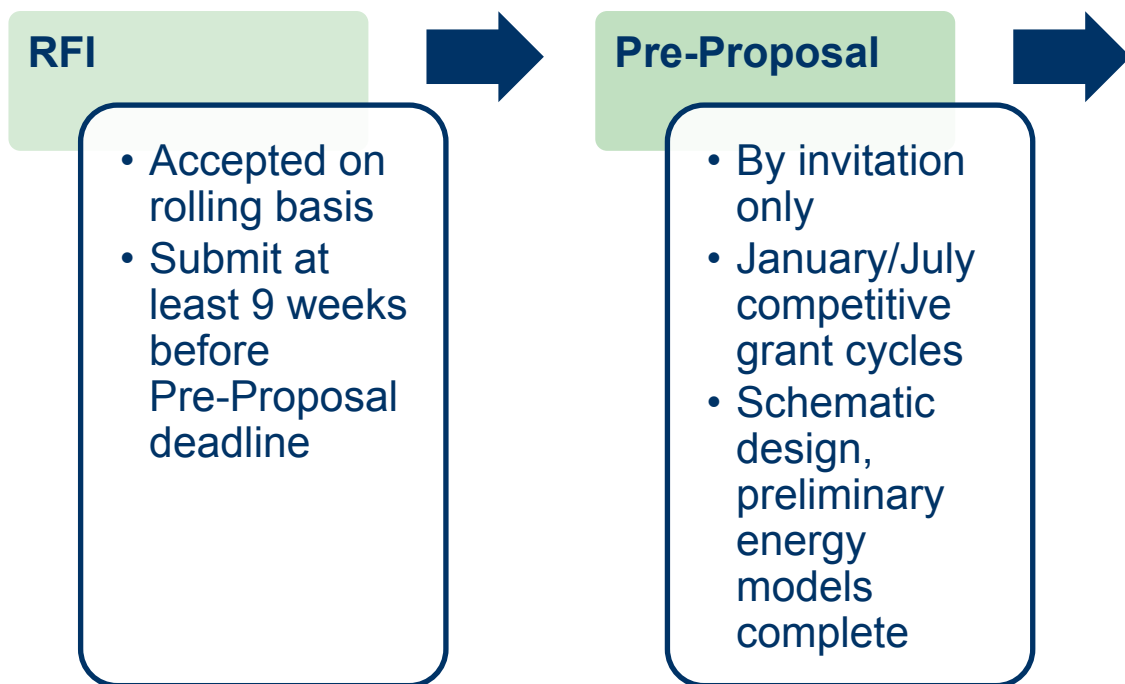 RFI
• Accepted on
rolling basis
• Submit at
least 9 weeks
before
Pre-Proposal
deadline
Pre-Proposal
• By invitation
only
• January/July
competitive
grant cycles
• Schematic
design,
preliminary
energy
models
complete